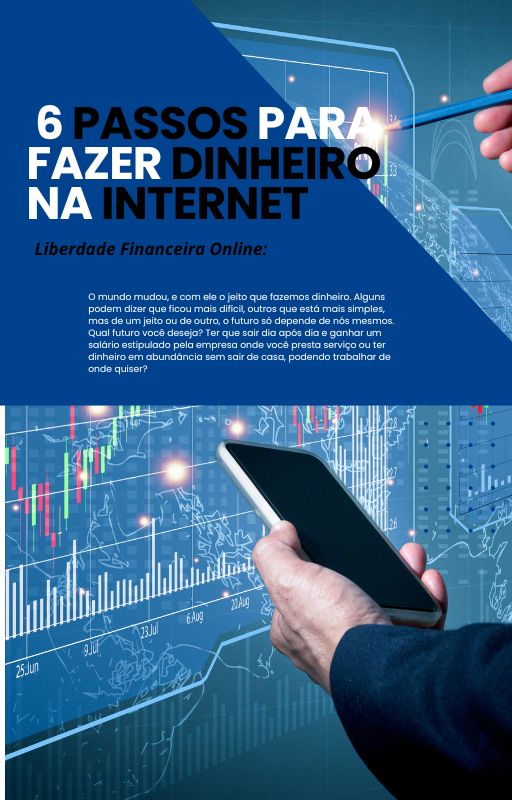 6 PASSOS PARA
FAZER DINHEIRO
NA INTERNET
Liberdade Financeira Online:
O mundo mudou, e com ele o jeito que fazemos dinheiro. Alguns
podem dizer que ficou mais difícil, outros que está mais simples,
mas de um jeito ou de outro, o futuro só depende de nós mesmos.
Qual futuro você deseja? Ter que sair dia após dia e ganhar um
salário estipulado pela empresa onde você presta serviço ou ter
dinheiro em abundância sem sair de casa, podendo trabalhar de
onde quiser?
25.Jun
9.Jul
23.Jul
6.Aug
20.Aug